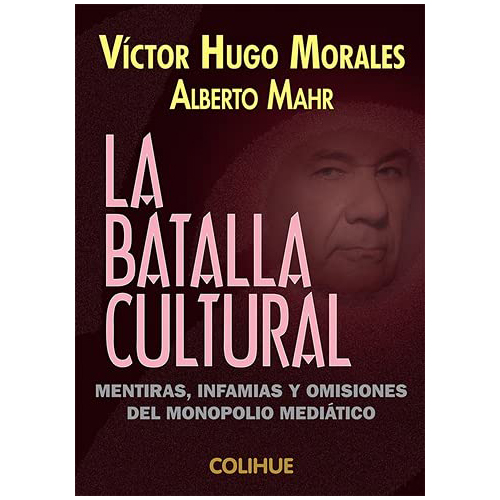 VÍCTOR HUGO MORALES
ALBERTO MAHR
LA
BATALLA
CULTURAL
MENTIRAS, INFAMIAS Y OMISIONES
DEL MONOPOLIO MEDIÁTICO
COLIHUE